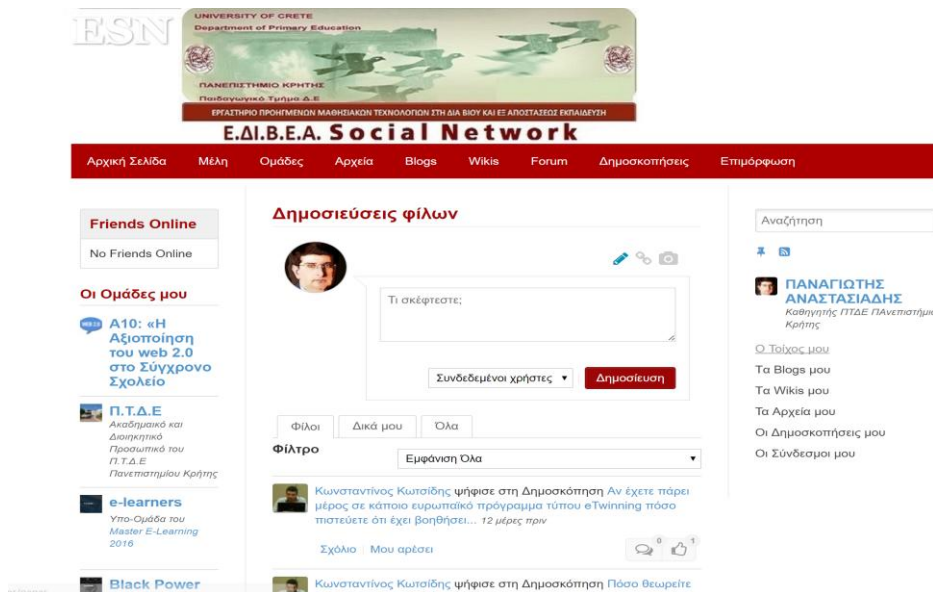 ESN
UNIVERSITY OF CRETE
Department of Primary Education
ΠΑΝΕΠΙΣΤΗΜΙΟ ΚΡΗΤΗΣ
Παιδαγωγικό Τμήμα Δ.Ε
ΕΡΓΑΣΤΗΡΙΟ ΠΡΟΗΓΜΕΝΩΝ ΜΑΘΗΣΙΑΚΩΝ ΤΕΧΝΟΛΟΓΙΩΝ ΣΤΗ ΔΙΑ ΒΙΟΥ ΚΑΙ ΕΞ ΑΠΟΣΤΑΣΕΩΣ ΕΚΠΑΙΔΕΥΣΗ
Ε.ΔΙ.Β.Ε.Α. Social Network
Αρχική Σελίδα Μέλη Ομάδες Αρχεία Blogs Wikis Forum Δημοσκοπήσεις Επιμόρφωση
Friends Online
No Friends Online
Οι Ομάδες μου
Α10: «Η
Αξιοποίηση
του web 2.0
στο Σύγχρονο
Σχολείο
Π.Τ.Δ.Ε
Ακαδημαικό και
Διοιηκητικό
Προσωπικό του
Π.Τ.Δ.Ε
Πανεπιστημίου Κρήτης
e-learners
Υπο-Ομάδα του
Master E-Learning
2016
Black Power
Δημοσιεύσεις φίλων
Τι σκέφτεστε;
Συνδεδεμένοι χρήστες
Δημοσίευση
Φίλοι Δικά μου Όλα
Φίλτρο
Εμφάνιση Όλα
Κωνσταντίνος Κωτσίδης ψήφισε στη Δημοσκόπηση Αν έχετε πάρει
μέρος σε κάποιο ευρωπαϊκό πρόγραμμα τύπου eTwinning πόσο
πιστεύετε ότι έχει βοηθήσει... 12 μέρες πριν
Σχόλιο Μου αρέσει
0 1
Κωνσταντίνος Κωτσίδης ψήφισε στη Δημοσκόπηση Πόσο θεωρείτε
Αναζήτηση
ΠΑΝΑΓΙΩΤΗΣ
ΑΝΑΣΤΑΣΙΑΔΗΣ
Καθηγητής ΠΤΔΕ ΠΑνεπιστήμιο
Κρήτης
Ο Τοίχος μου
Τα Blogs μου
Τα Wikis μου
Τα Αρχεία μου
Οι Δημοσκοπήσεις μου
Οι Σύνδεσμοι μου